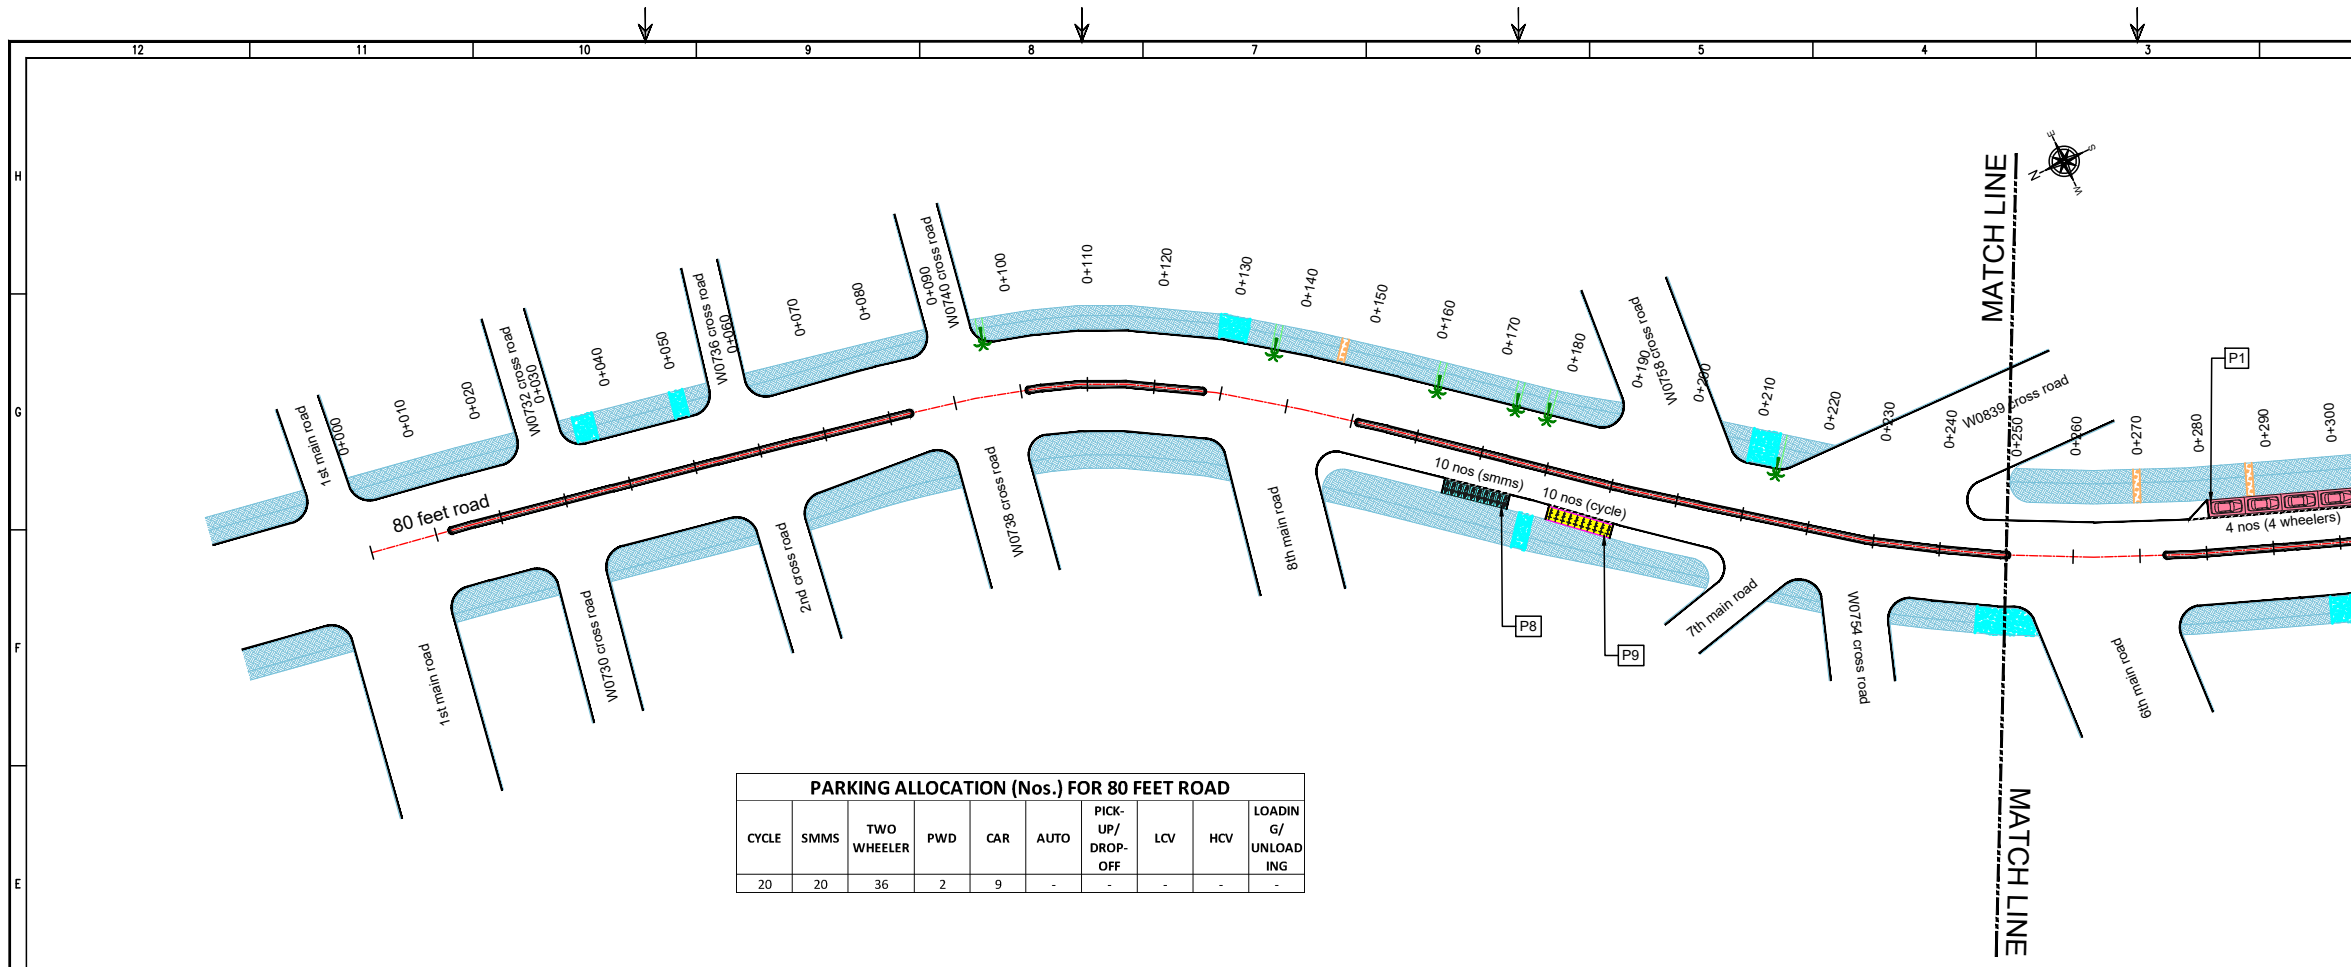 12 11 10 9 8 7 6 5 4 3
H
G
F
E
MATCH LINE
MATCH LINE
N
E
S
W
1st main road
0+000
0+010
0+020
W0732 cross road
0+030
0+040
0+050
W0736 cross road
0+060
0+070
0+080
0+090
W0740 cross road
0+100
0+110
0+120
0+130
0+140
0+150
0+160
0+170
0+180
0+190
W0758 cross road
0+200
0+210
0+220
0+230
0+240
W0839 cross road
0+250
0+260
0+270
0+280
0+290
0+300
P1
4 nos (4 wheelers)
80 feet road
10 nos (smms)
10 nos (cycle)
P8
P9
1st main road
W0730 cross road
2nd cross road
W0738 cross road
8th main road
7th main road
W0754 cross road
6th main road
PARKING ALLOCATION (Nos.) FOR 80 FEET ROAD
CYCLE SMMS TWO WHEELER PWD CAR AUTO PICK-UP/ DROP-OFF LCV HCV LOADIN G/ UNLOAD ING
20 20 36 2 9 - - - - -